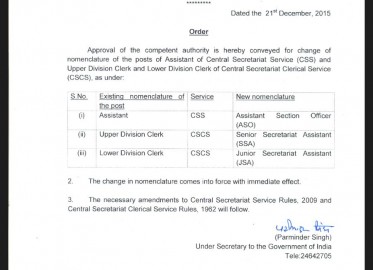 *********
Dated the 21st December, 2015
Order
Approval of the competent authority is hereby conveyed for change of
nomenclature of the posts of Assistant of Central Secretariat Service (CSS) and
Upper Division Clerk and Lower Division Clerk of Central Secretariat Clerical Service
(CSCS), as under:
S.No. Existing nomenclature of the post Service New nomenclature
(i) Assistant CSS Assistant Section Officer (ASO)
(ii) Upper Division Clerk CSCS Senior Secretariat Assistant (SSA)
(iii) Lower Division Clerk CSCS Junior Secretariat Assistant (JSA)
2. The change in nomenclature comes into force with immediate effect.
3. The necessary amendments to Central Secretariat Service Rules, 2009 and
Central Secretariat Clerical Service Rules, 1962 will follow.
(Parminder Singh)
Under Secretary to the Government of India
Tele:24642705